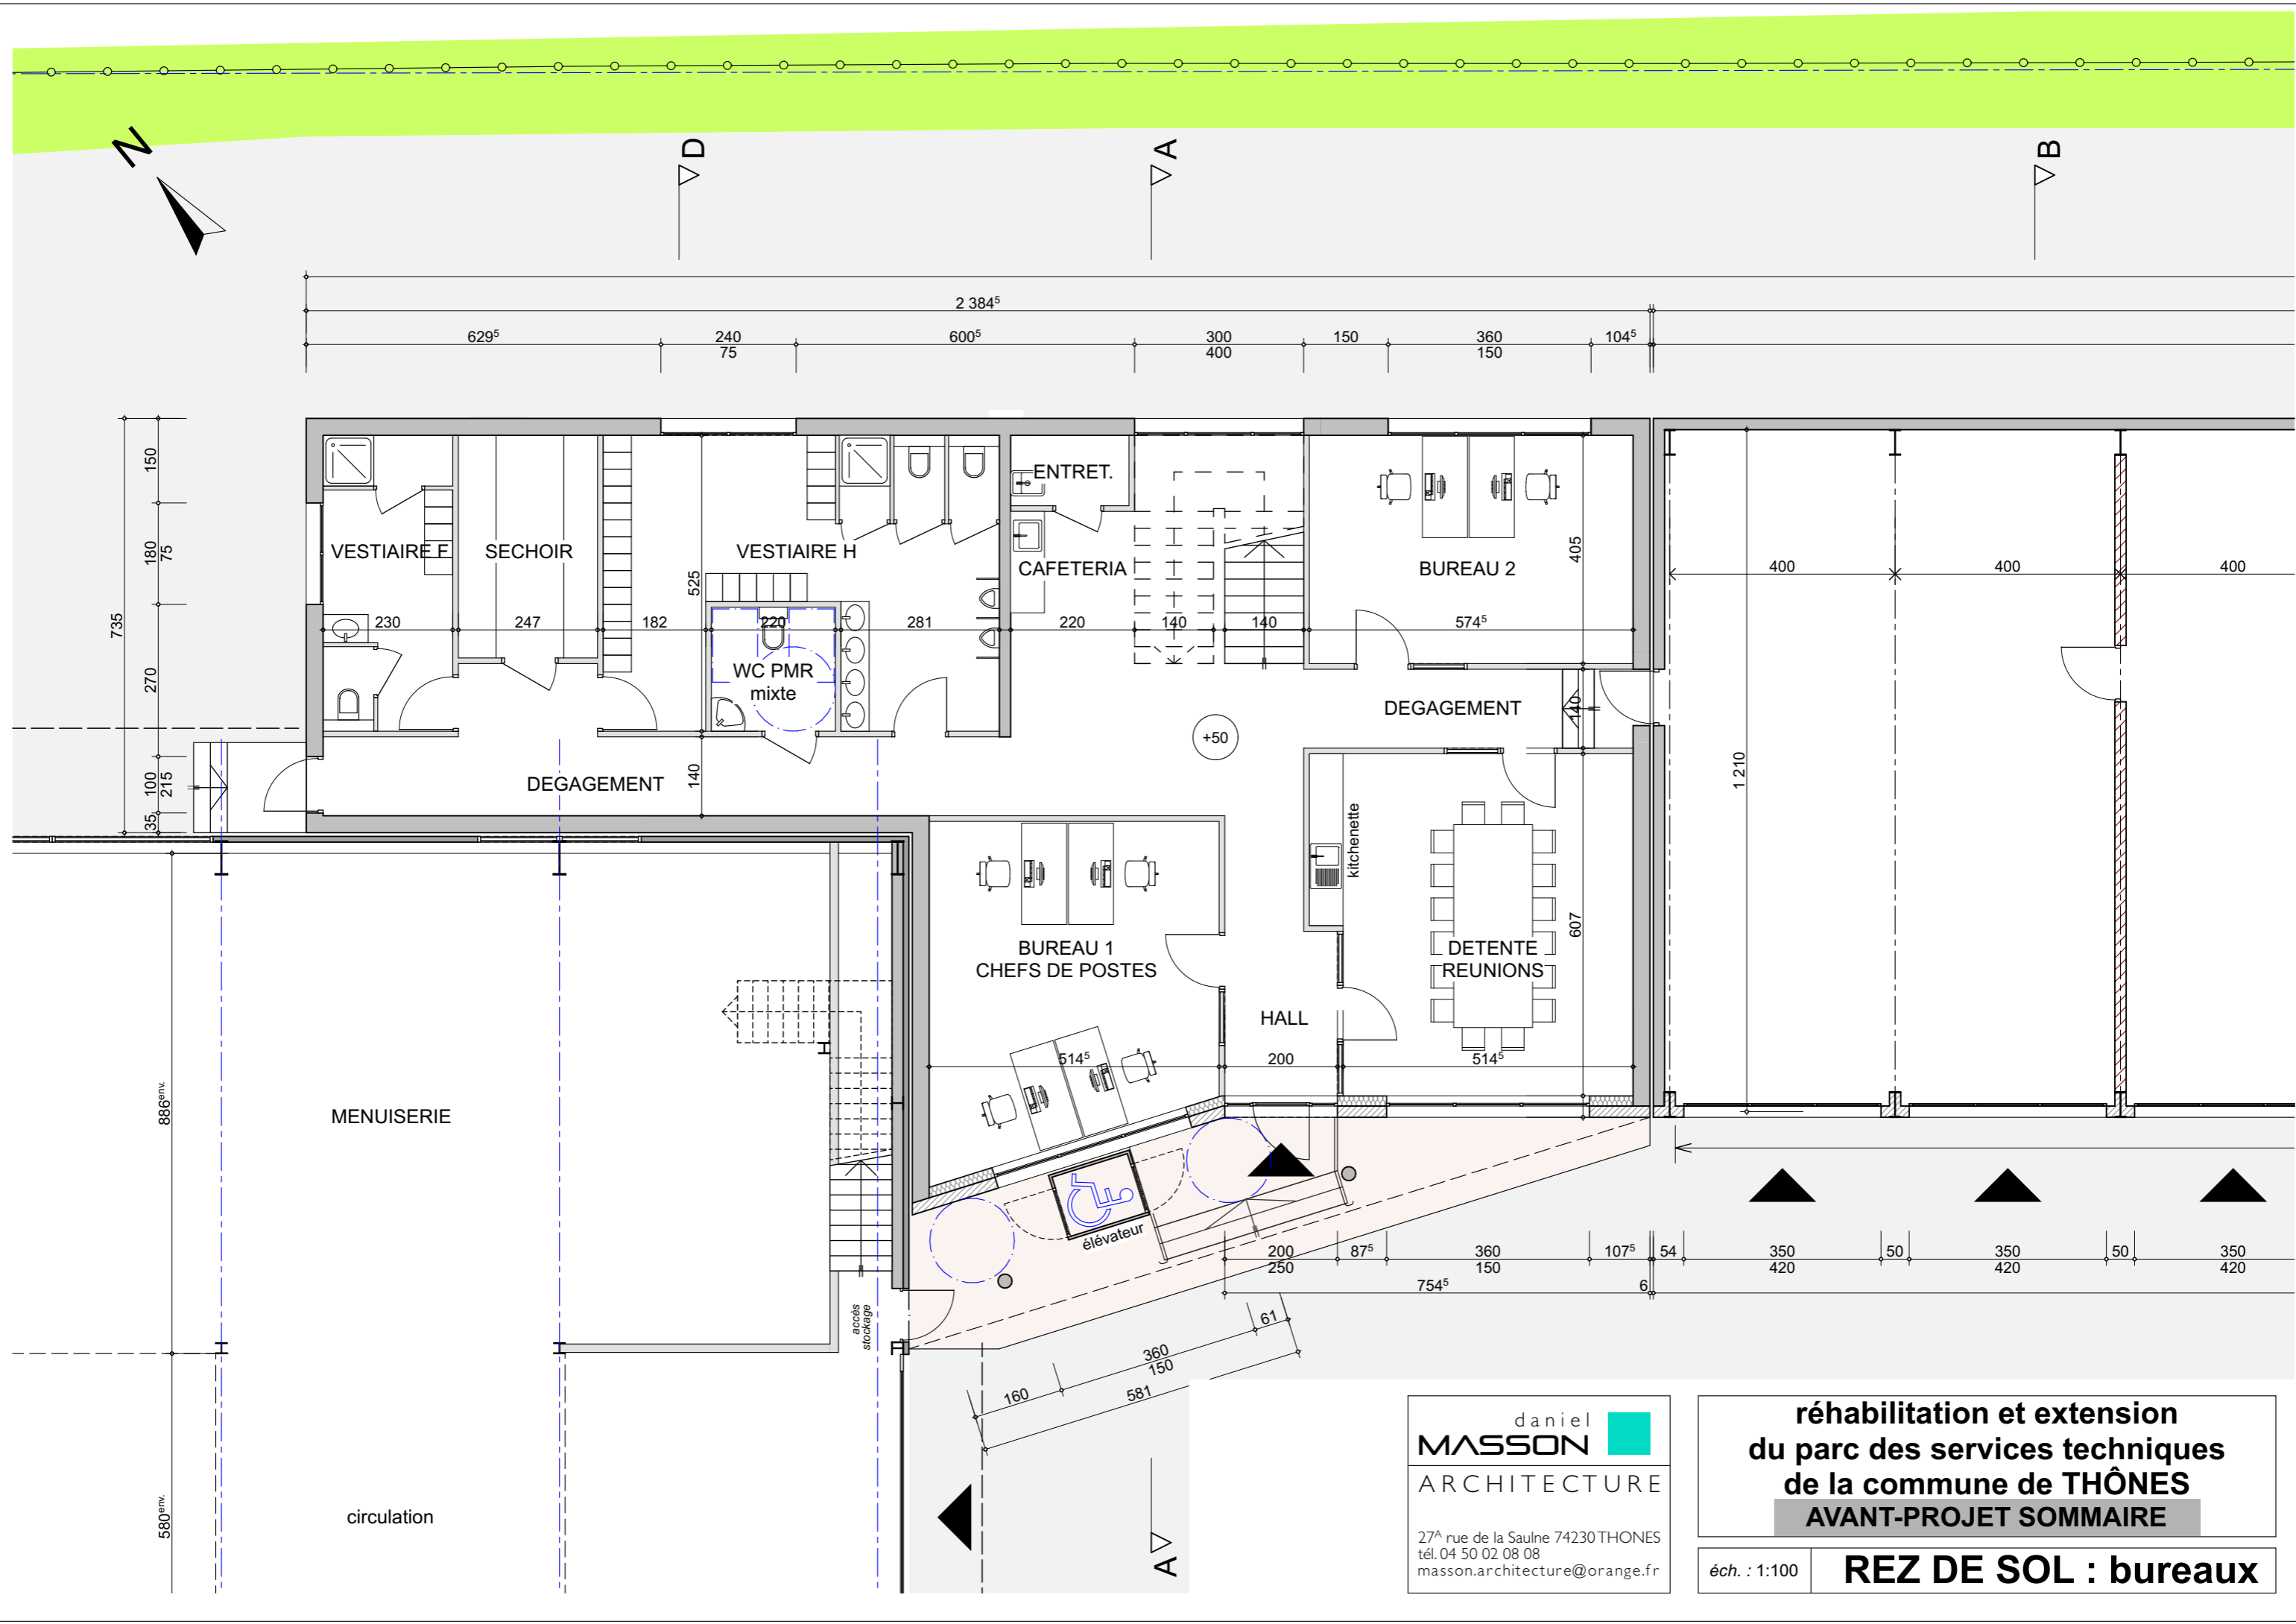 N
D
A
B
2 384⁵
629⁵
240
75
600⁵
300
400
150
360
150
104⁵
735
150
180
75
270
100
215
35
ENTRET.
VESTIAIRE F
SECHOIR
VESTIAIRE H
CAFETERIA
BUREAU 2
525
405
400
400
400
230
247
182
220
281
220
140
140
574⁵
WC PMR
mixte
DEGAGEMENT
140
+50
DEGAGEMENT
140
1 210
kitchenette
BUREAU 1
CHEFS DE POSTES
DETENTE
REUNIONS
607
HALL
514⁵
200
514⁵
886env.
MENUISERIE
élévateur
accès
stockage
200
250
87⁵
360
150
107⁵
54
350
420
50
350
420
50
350
420
754⁵
6
61
360
150
160
581
580env.
circulation
A
daniel
MASSON
ARCHITECTURE
27A rue de la Saulne 74230 THONES
tél. 04 50 02 08 08
masson.architecture@orange.fr
réhabilitation et extension
du parc des services techniques
de la commune de THÔNES
AVANT-PROJET SOMMAIRE
éch. : 1:100
REZ DE SOL : bureaux